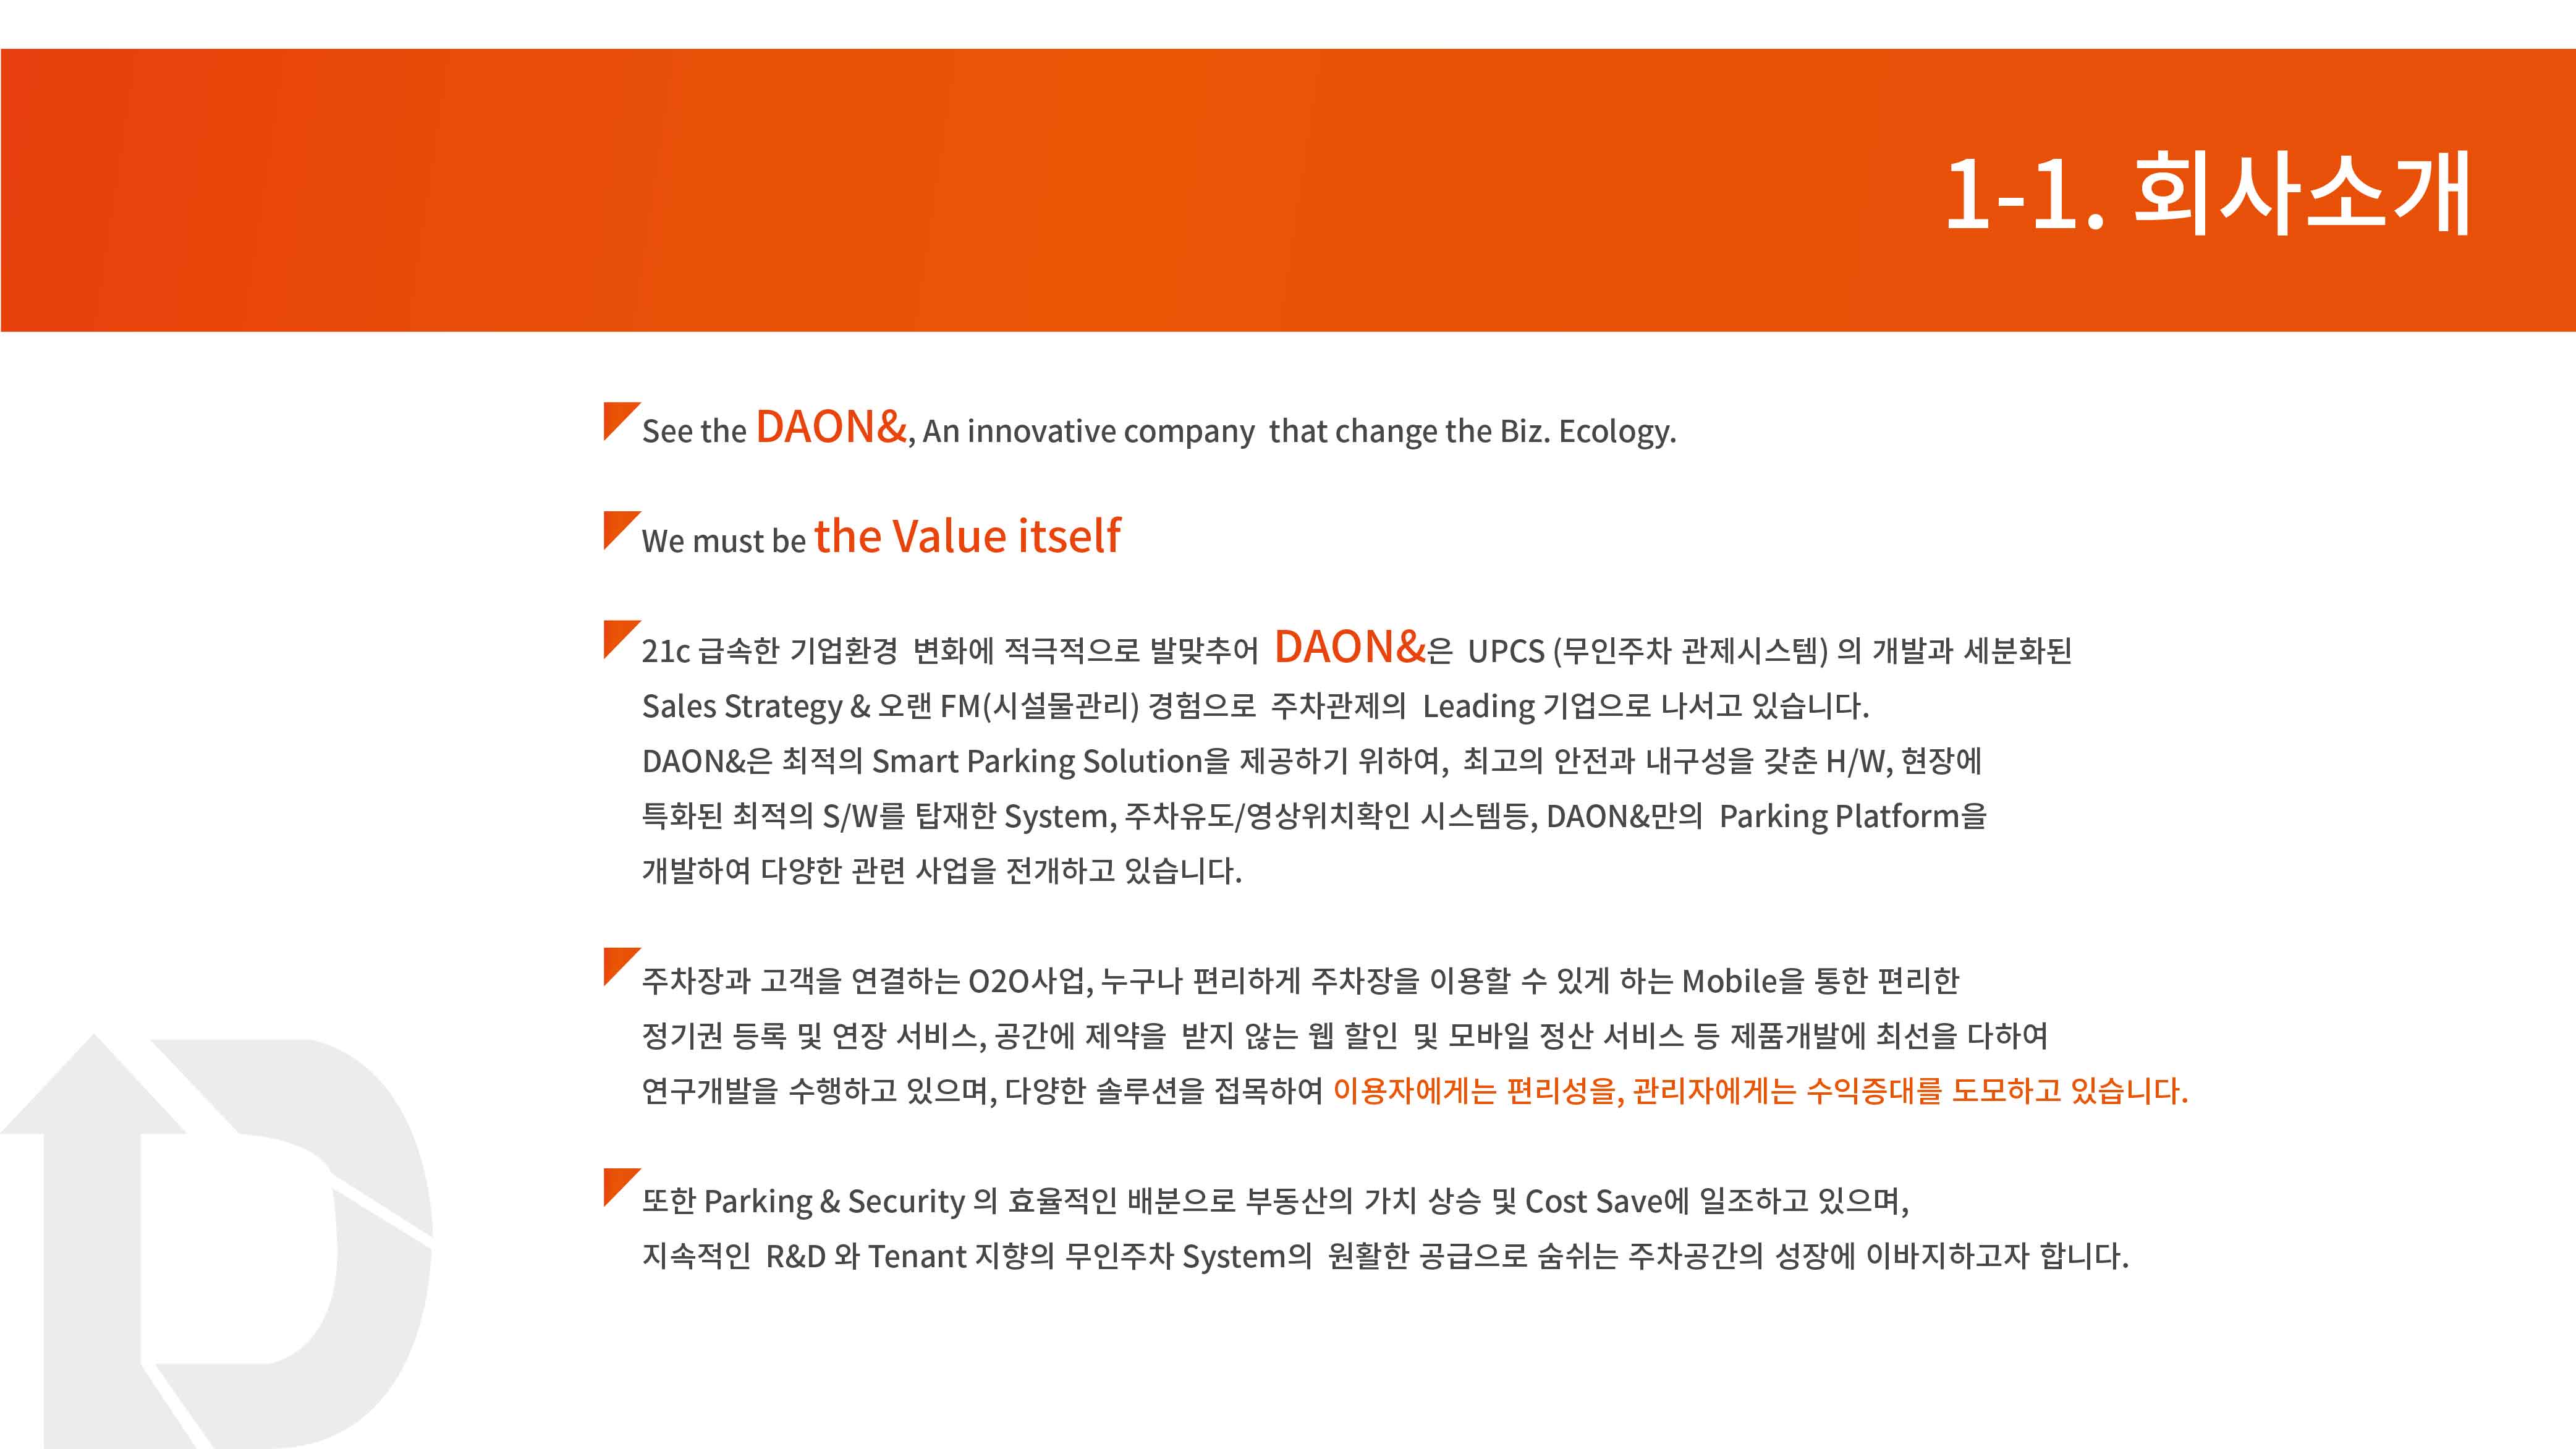 1-1. 회사소개
See the DAON&, An innovative company that change the Biz. Ecology.
We must be the Value itself
21c 급속한 기업환경 변화에 적극적으로 발맞추어 DAON&은 UPCS (무인주차 관제시스템) 의 개발과 세분화된
Sales Strategy & 오랜 FM(시설물관리) 경험으로 주차관제의 Leading 기업으로 나서고 있습니다.
DAON&은 최적의 Smart Parking Solution을 제공하기 위하여, 최고의 안전과 내구성을 갖춘 H/W, 현장에
특화된 최적의 S/W를 탑재한 System, 주차유도/영상위치확인 시스템등, DAON&만의 Parking Platform을
개발하여 다양한 관련 사업을 전개하고 있습니다.
주차장과 고객을 연결하는 O2O사업, 누구나 편리하게 주차장을 이용할 수 있게 하는 Mobile을 통한 편리한
정기권 등록 및 연장 서비스, 공간에 제약을 받지 않는 웹 할인 및 모바일 정산 서비스 등 제품개발에 최선을 다하여
연구개발을 수행하고 있으며, 다양한 솔루션을 접목하여 이용자에게는 편리성을, 관리자에게는 수익증대를 도모하고 있습니다.
또한 Parking & Security 의 효율적인 배분으로 부동산의 가치 상승 및 Cost Save에 일조하고 있으며,
지속적인 R&D 와 Tenant 지향의 무인주차 System의 원활한 공급으로 숨쉬는 주차공간의 성장에 이바지하고자 합니다.